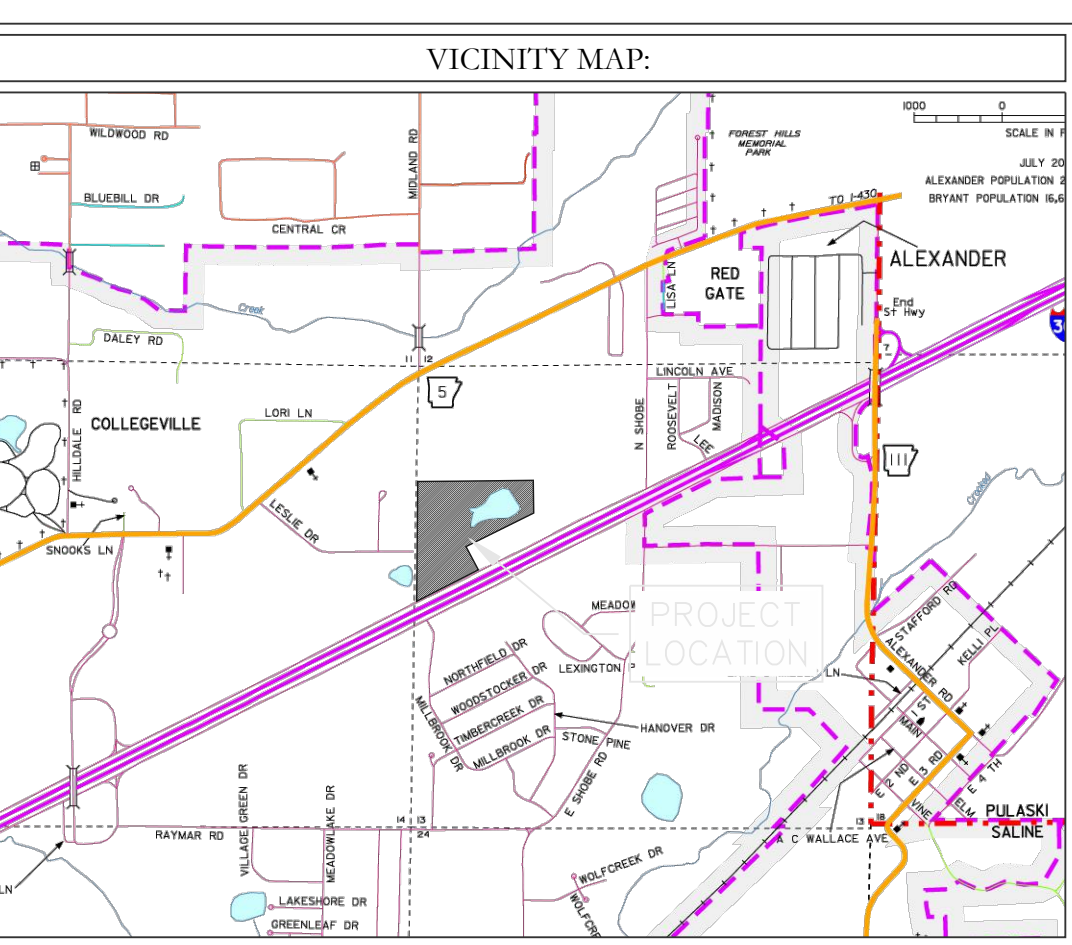 VICINITY MAP:
WILDWOOD RD
MIDLAND RD
FOREST HILLS
MEMORIAL
PARK
1000
0
SCALE IN F
JULY 20
ALEXANDER POPULATION 2
BRYANT POPULATION 16,6
BLUEBILL DR
CENTRAL CR
TO I-430
ALEXANDER
RED
GATE
LISA LN
End
St Hwy
30
Creek
DALEY RD
11
12
7
5
LINCOLN AVE
COLLEGEVILLE
HILLDALE RD
LORI LN
N SHOBE
ROOSEVELT
MADISON
LEE
111
Crooked
LESLIE DR
SNOOKS LN
PROJECT
LOCATION
MEADOW
LEXINGTON P
STAFFORD RD
ALEXANDER RD
KELLI PL
LN
NORTHFIELD DR
WOODSTOCKER DR
TIMBERCREEK DR
MILLBROOK DR
MILLBROOK DR
HANOVER DR
STONE PINE
E SHOBE RD
1 ST
MAIN
E 2 ND
E 3 RD
E 4 TH
VINE
ELM
PULASKI
SALINE
VILLAGE GREEN DR
MEADOWLAKE DR
RAYMAR RD
14
13
24
13
18
A C WALLACE AVE
LN
WOLFCREEK DR
WOLFCRE
LAKESHORE DR
GREENLEAF DR